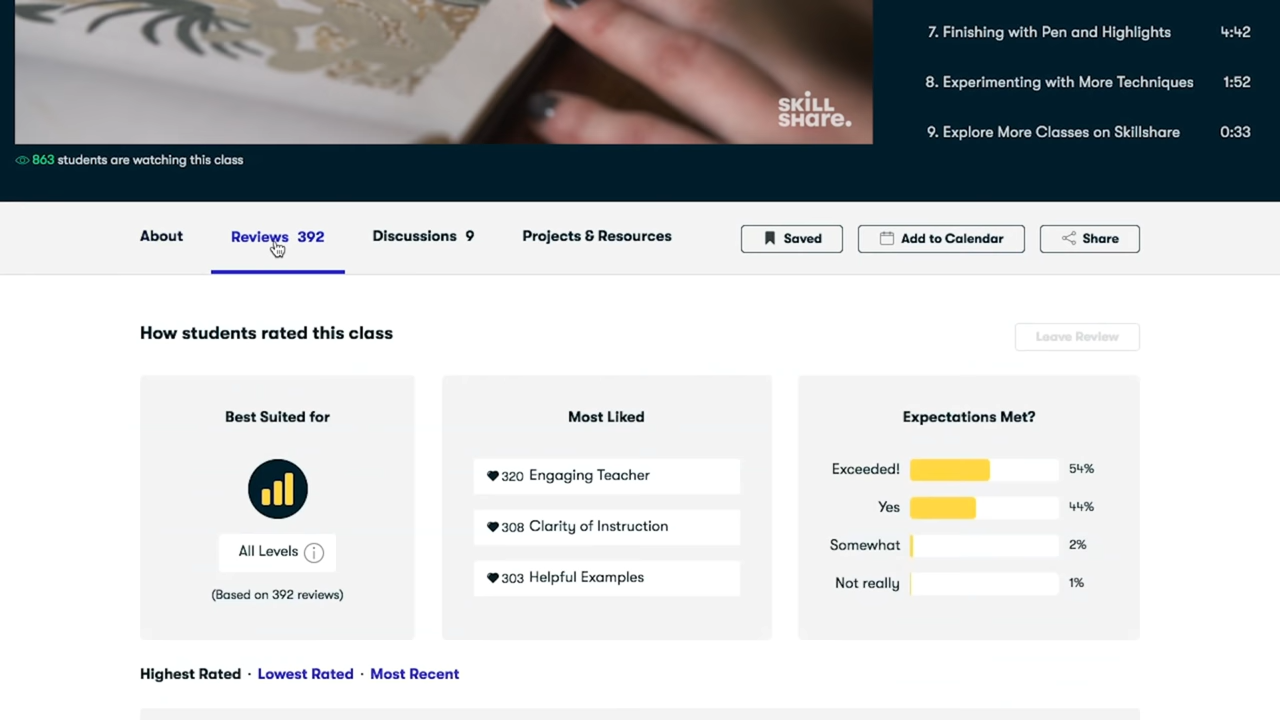 7. Finishing with Pen and Highlights 4:42
8. Experimenting with More Techniques 1:52
9. Explore More Classes on Skillshare 0:33
SKILL
SHARE.
863 students are watching this class
About Reviews 392 Discussions 9 Projects & Resources Saved Add to Calendar Share
How students rated this class
Leave Review
Best Suited for
All Levels
(Based on 392 reviews)
Most Liked
320 Engaging Teacher
308 Clarity of Instruction
303 Helpful Examples
Expectations Met?
Exceeded! 54%
Yes 44%
Somewhat 2%
Not really 1%
Highest Rated · Lowest Rated · Most Recent